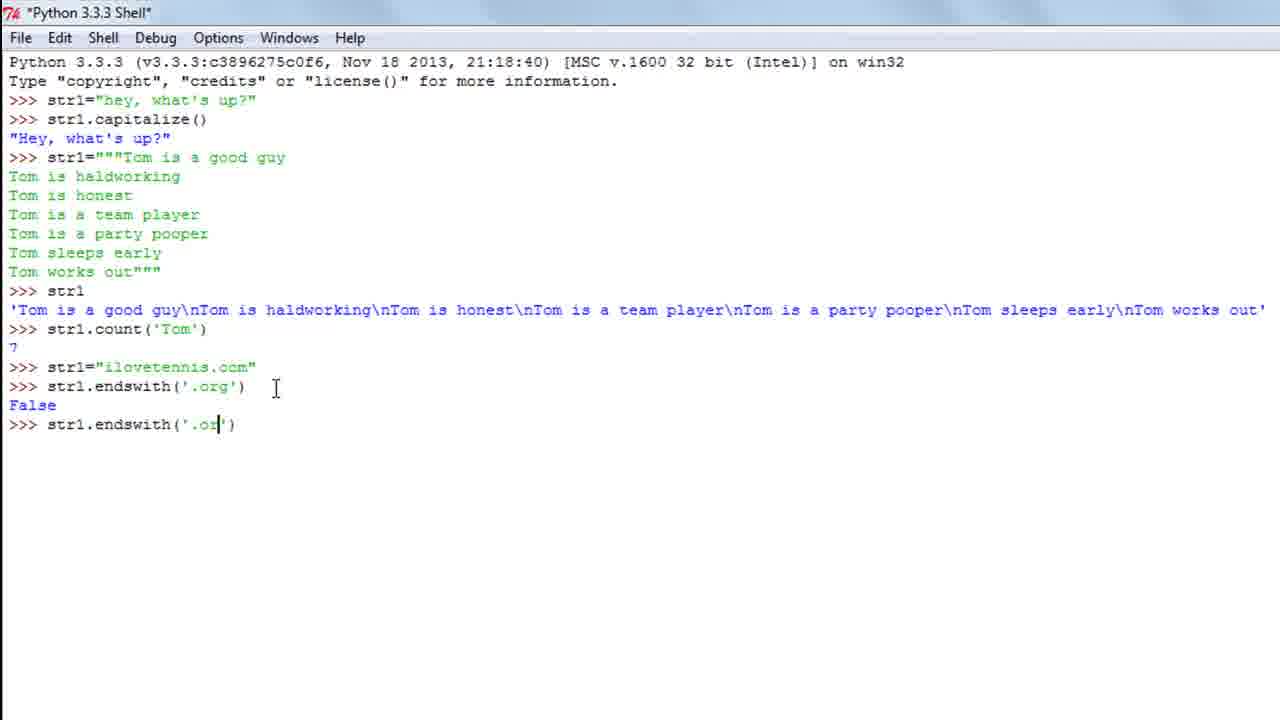 *Python 3.3.3 Shell*
File Edit Shell Debug Options Windows Help
Python 3.3.3 (v3.3.3:c3896275c0f6, Nov 18 2013, 21:18:40) [MSC v.1600 32 bit (Intel)] on win32
Type "copyright", "credits" or "license()" for more information.
>>> str1="hey, what's up?"
>>> str1.capitalize()
"Hey, what's up?"
>>> str1="""Tom is a good guy
Tom is haldworking
Tom is honest
Tom is a team player
Tom is a party pooper
Tom sleeps early
Tom works out"""
>>> str1
'Tom is a good guy\nTom is haldworking\nTom is honest\nTom is a team player\nTom is a party pooper\nTom sleeps early\nTom works out'
>>> str1.count('Tom')
7
>>> str1="ilovetennis.com"
>>> str1.endswith('.org')
False
>>> str1.endswith('.or')